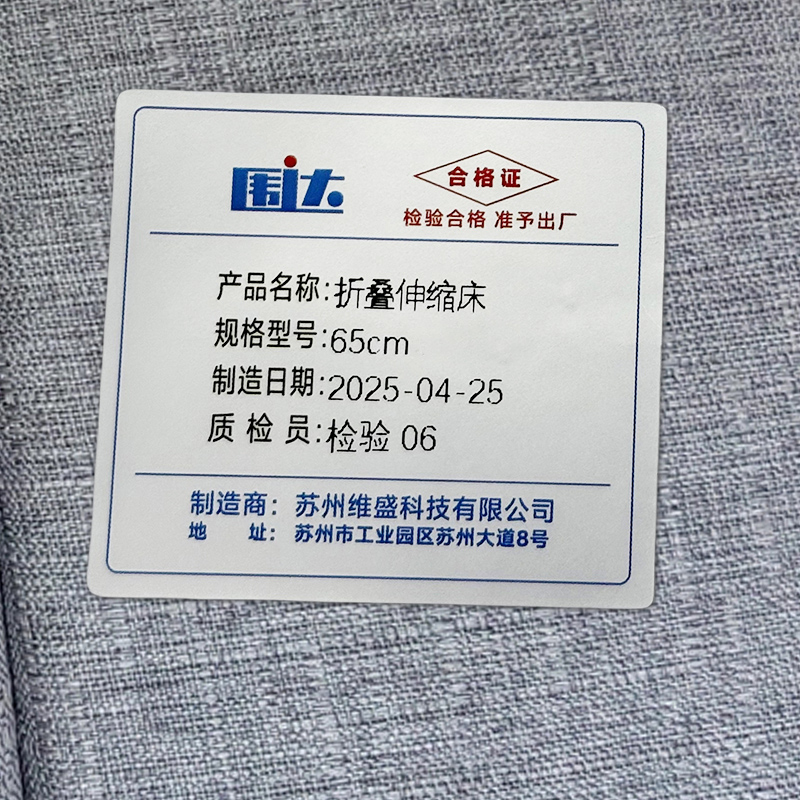 围达
合格证
检验合格 准予出厂
产品名称:折叠伸缩床
规格型号:65cm
制造日期:2025-04-25
质 检 员:检验 06
制造商: 苏州维盛科技有限公司
地 址: 苏州市工业园区苏州大道8号